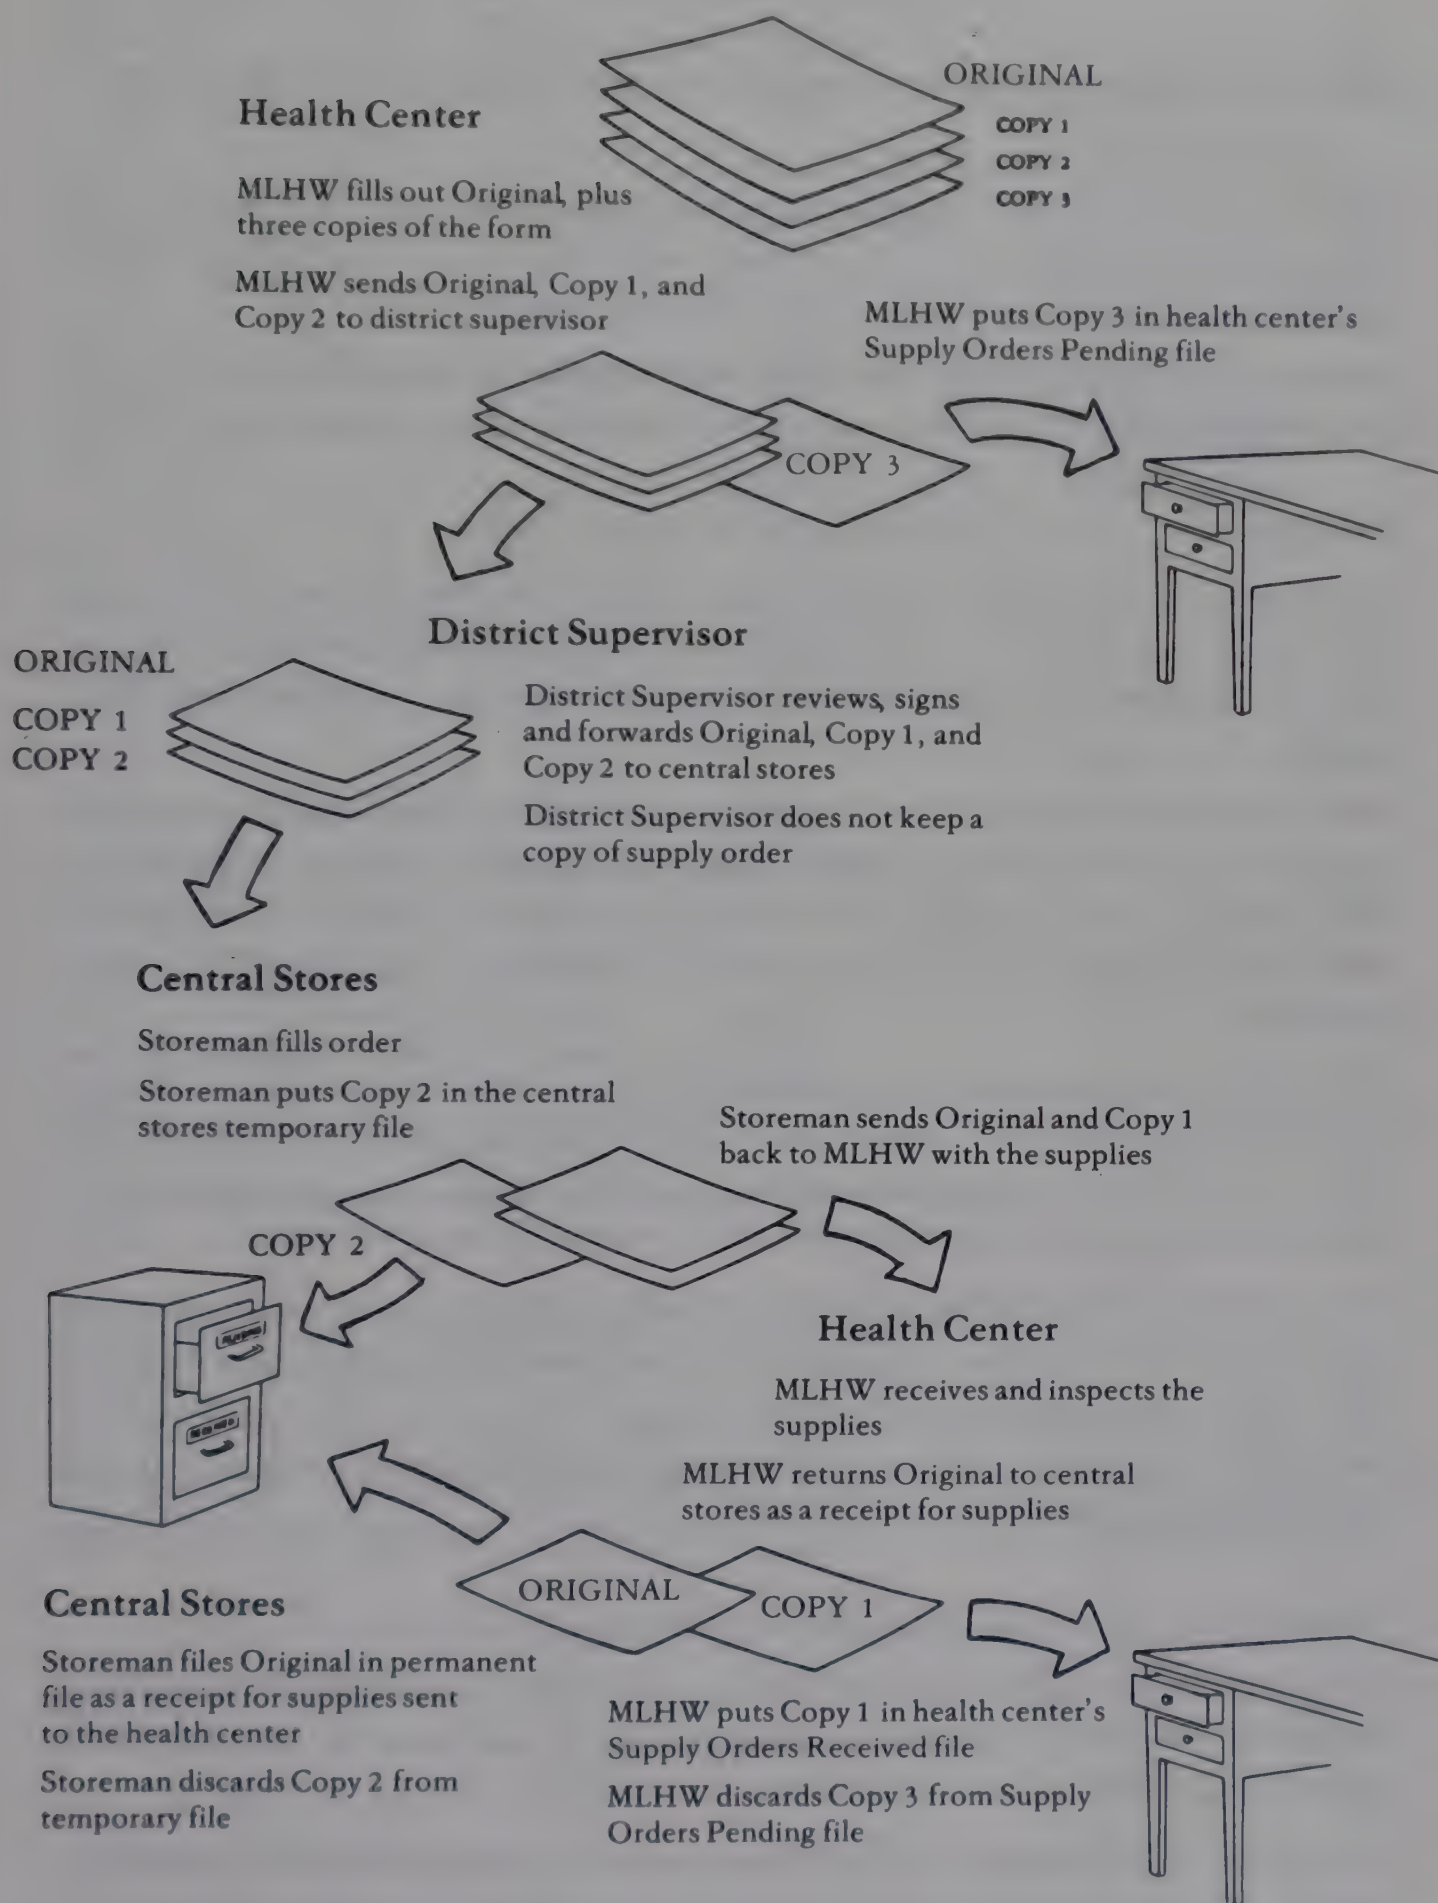 ORIGINAL
COPY 1
COPY 2
COPY 3
Health Center
MLHW fills out Original, plus
three copies of the form
MLHW sends Original, Copy 1, and
Copy 2 to district supervisor
MLHW puts Copy 3 in health center's
Supply Orders Pending file
COPY 3
District Supervisor
ORIGINAL
COPY 1
COPY 2
District Supervisor reviews, signs
and forwards Original, Copy 1, and
Copy 2 to central stores
District Supervisor does not keep a
copy of supply order
Central Stores
Storeman fills order
Storeman puts Copy 2 in the central
stores temporary file
Storeman sends Original and Copy 1
back to MLHW with the supplies
COPY 2
Health Center
MLHW receives and inspects the
supplies
MLHW returns Original to central
stores as a receipt for supplies
ORIGINAL
COPY 1
Central Stores
Storeman files Original in permanent
file as a receipt for supplies sent
to the health center
Storeman discards Copy 2 from
temporary file
MLHW puts Copy 1 in health center's
Supply Orders Received file
MLHW discards Copy 3 from Supply
Orders Pending file